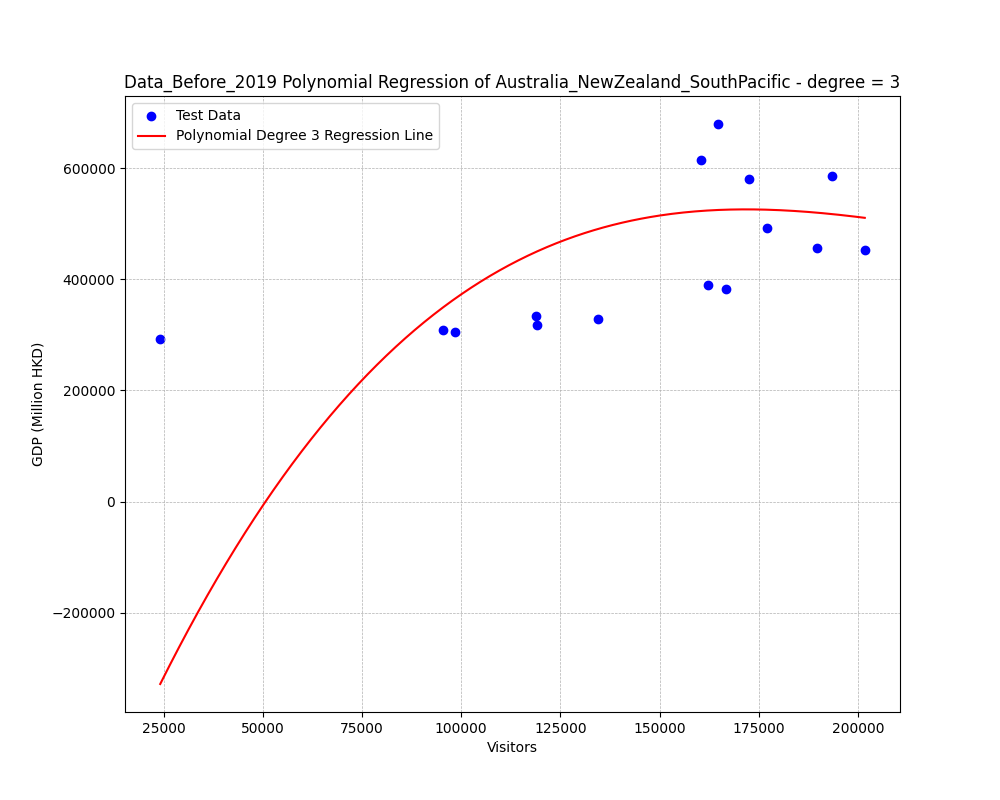 Data_Before_2019 Polynomial Regression of Australia_NewZealand_SouthPacific - degree = 3
Test Data
Polynomial Degree 3 Regression Line
600000
400000
200000
0
−200000
GDP (Million HKD)
25000
50000
75000
100000
125000
150000
175000
200000
Visitors